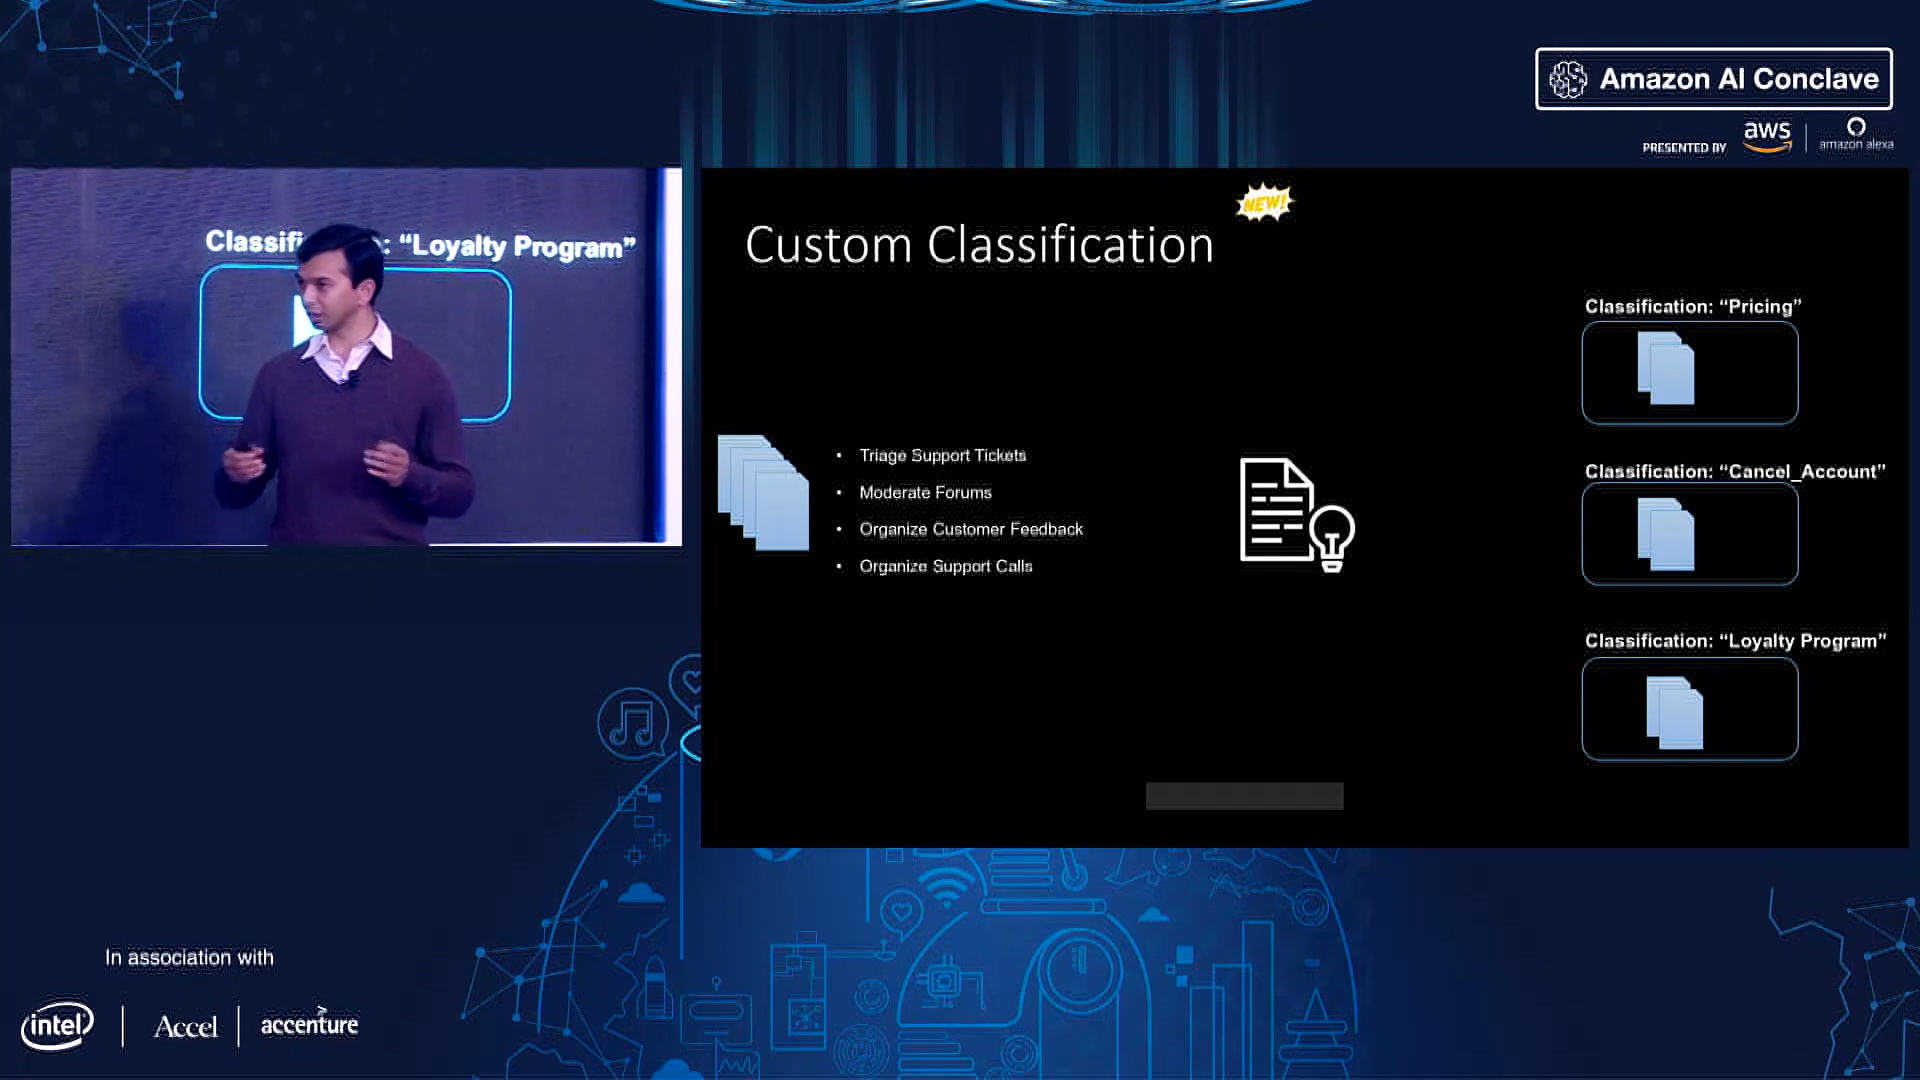 Amazon AI Conclave
PRESENTED BY aws amazon alexa
Classifi : “Loyalty Program”
NEW!
Custom Classification
Triage Support Tickets
Moderate Forums
Organize Customer Feedback
Organize Support Calls
Classification: “Pricing”
Classification: “Cancel_Account”
Classification: “Loyalty Program”
In association with
intel Accel accenture